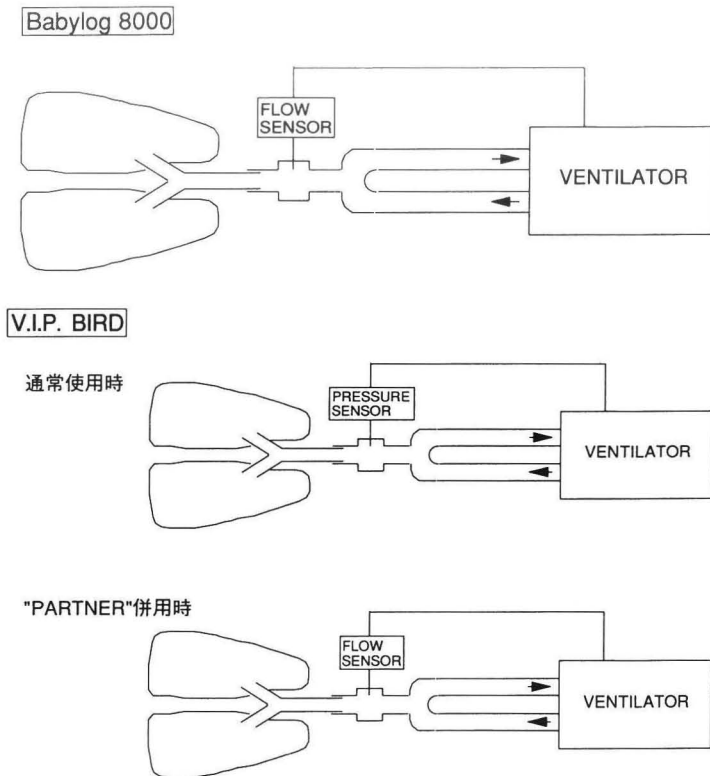 Babylog 8000
FLOW
SENSOR
VENTILATOR
V.I.P. BIRD
通常使用時
PRESSURE
SENSOR
VENTILATOR
"PARTNER"併用時
FLOW
SENSOR
VENTILATOR